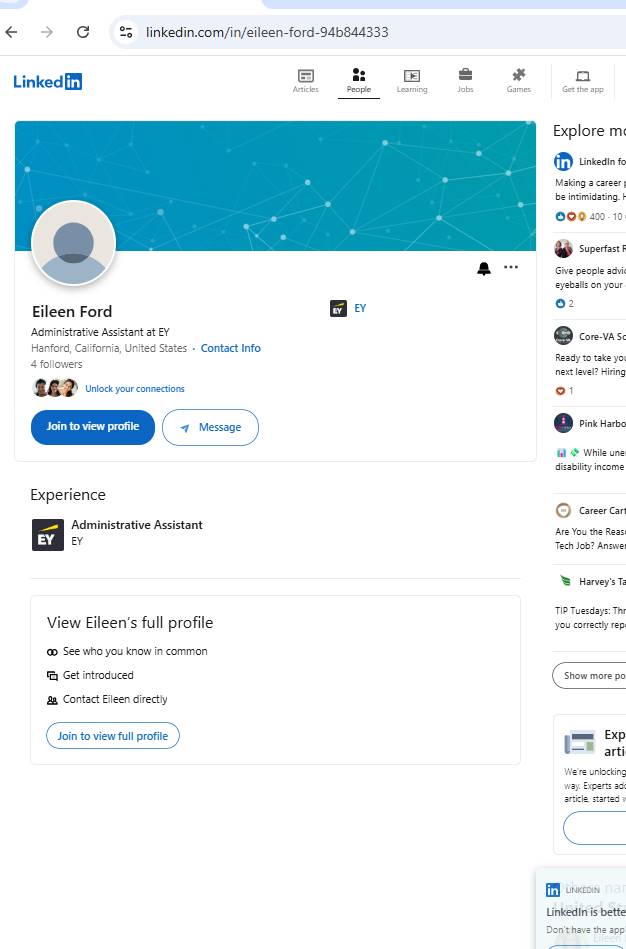 linkedin.com/in/eileen-ford-94b844333
LinkedIn
Articles
People
Learning
Jobs
Games
Get the app
Eileen Ford
Administrative Assistant at EY
Hanford, California, United States · Contact Info
4 followers
Unlock your connections
Join to view profile
Message
EY
EY
Experience
EY
Administrative Assistant
EY
View Eileen's full profile
See who you know in common
Get introduced
Contact Eileen directly
Join to view full profile
Explore mo
LinkedIn fo
Making a career p
be intimidating. H
400 · 10
Superfast R
Give people advic
eyeballs on your
2
Core-VA So
Ready to take you
next level? Hiring
1
Pink Harbo
While une
disability income
Career Cart
Are You the Reas
Tech Job? Answer
Harvey's Ta
TIP Tuesdays: Thr
you correctly rep
Show more po
Exp
arti
We're unlocking
way. Experts add
article, started w
LINKEDIN
LinkedIn is bette
Don't have the app